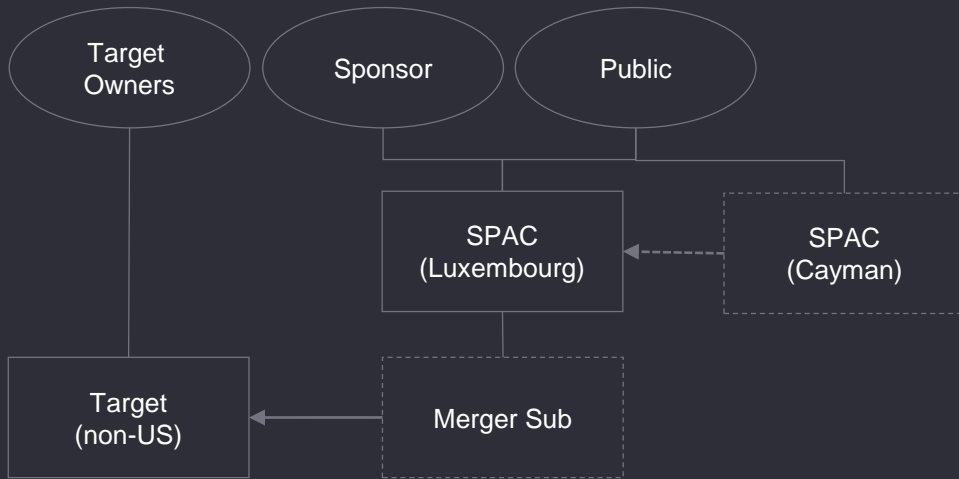 Target
Owners
Sponsor
Public
SPAC
(Luxembourg)
SPAC
(Cayman)
Target
(non-US)
Merger Sub